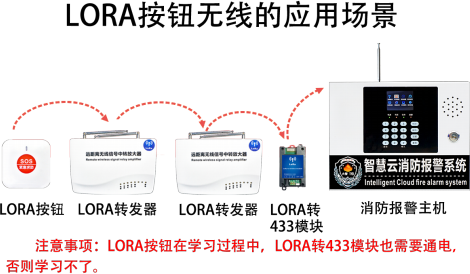 LORA按钮无线的应用场景
SOS
远距离无线信号中转放大器
Remote wireless signal relay amplifier
远距离无线信号中转放大器
Remote wireless signal relay amplifier
智慧云消防报警系统
Intelligent Cloud fire alarm system
LORA按钮
LORA转发器
LORA转发器
LORA转
433模块
消防报警主机
注意事项：LORA按钮在学习过程中，LORA转433模块也需要通电，
否则学习不了。